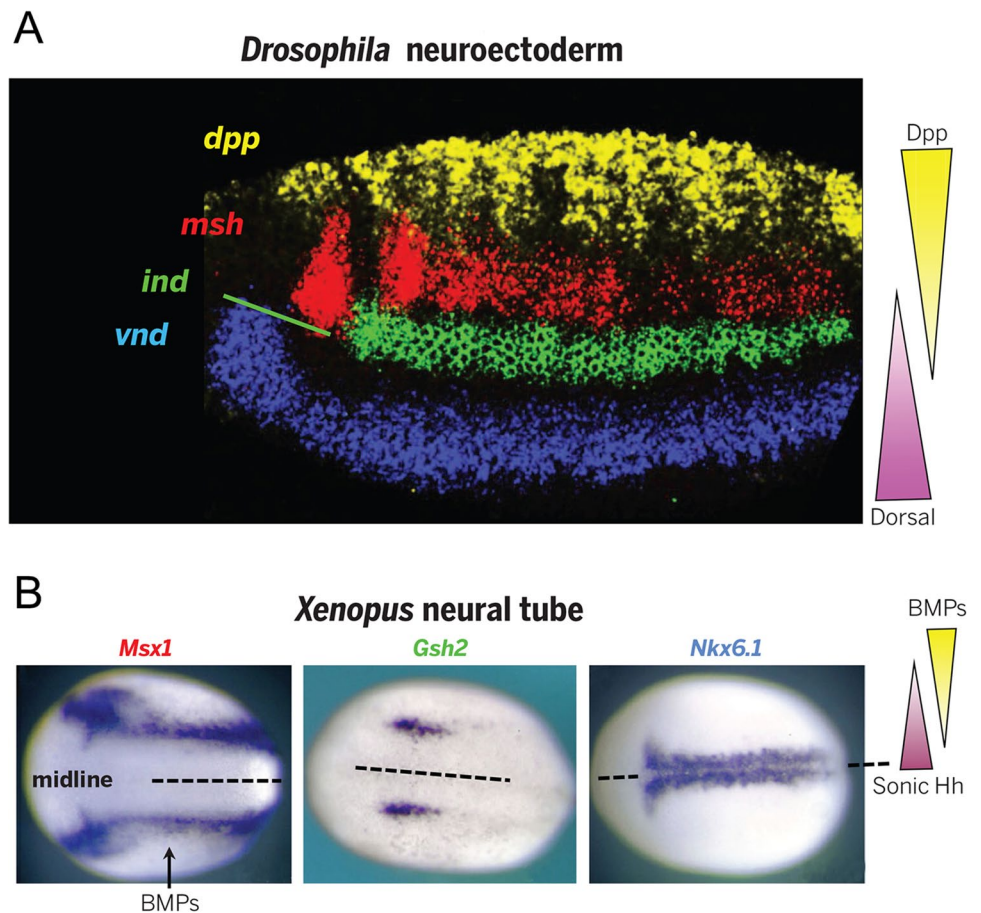 A
Drosophila neuroectoderm
dpp
msh
ind
vnd
Dpp
Dorsal
B
Xenopus neural tube
Msx1
Gsh2
Nkx6.1
BMPs
midline
Sonic Hh
BMPs